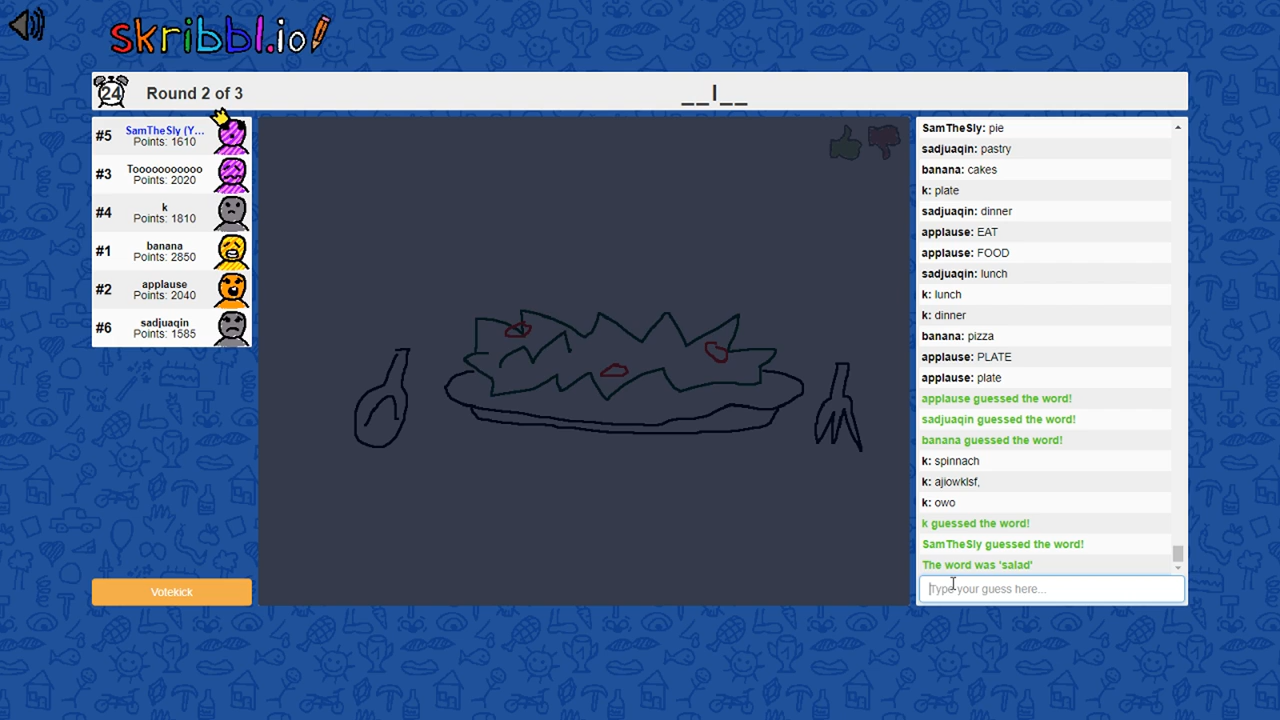 skribbl.io
24
Round 2 of 3
__l__
#5
SamTheSly (Y...
Points: 1610
#3
Tooooooooooo
Points: 2020
#4
k
Points: 1810
#1
banana
Points: 2850
#2
applause
Points: 2040
#6
sadjuaqin
Points: 1585
Votekick
SamTheSly: pie
sadjuaqin: pastry
banana: cakes
k: plate
sadjuaqin: dinner
applause: EAT
applause: FOOD
sadjuaqin: lunch
k: lunch
k: dinner
banana: pizza
applause: PLATE
applause: plate
applause guessed the word!
sadjuaqin guessed the word!
banana guessed the word!
k: spinnach
k: ajiowklsf,
k: owo
k guessed the word!
SamTheSly guessed the word!
The word was 'salad'
Type your guess here...